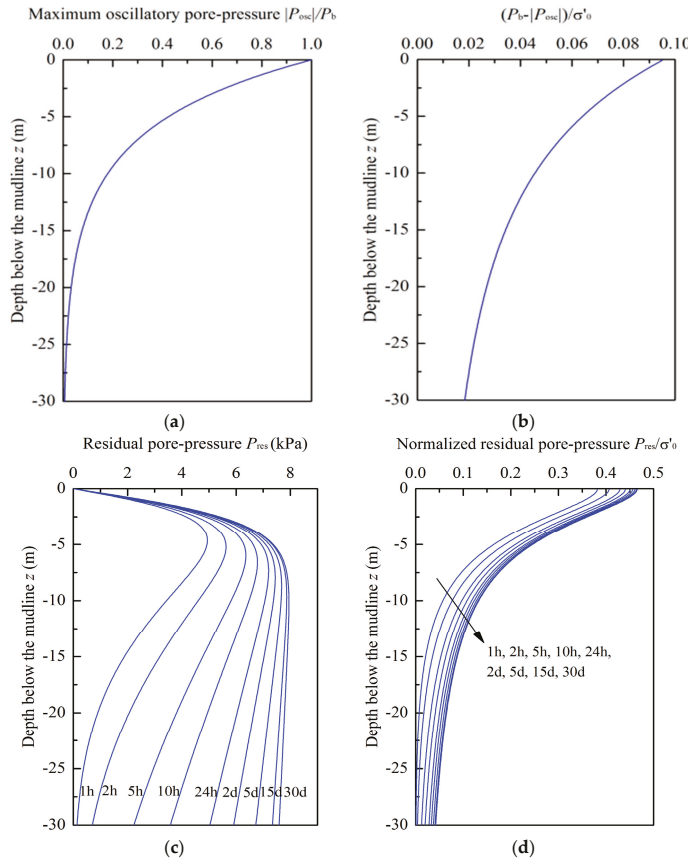 Maximum oscillatory pore-pressure |Posc|/Pb
0.0 0.2 0.4 0.6 0.8 1.0
0
-5
-10
-15
-20
-25
-30
Depth below the mudline z (m)
(a)
(Pb-|Posc|)/σ'0
0.00 0.02 0.04 0.06 0.08 0.10
0
-5
-10
-15
-20
-25
-30
Depth below the mudline z (m)
(b)
Residual pore-pressure Pres (kPa)
0 2 4 6 8
0
-5
-10
-15
-20
-25
-30
Depth below the mudline z (m)
1h 2h 5h 10h 24h 2d 5d 15d 30d
(c)
Normalized residual pore-pressure Pres/σ'0
0.0 0.1 0.2 0.3 0.4 0.5
0
-5
-10
-15
-20
-25
-30
Depth below the mudline z (m)
1h, 2h, 5h, 10h, 24h,
2d, 5d, 15d, 30d
(d)